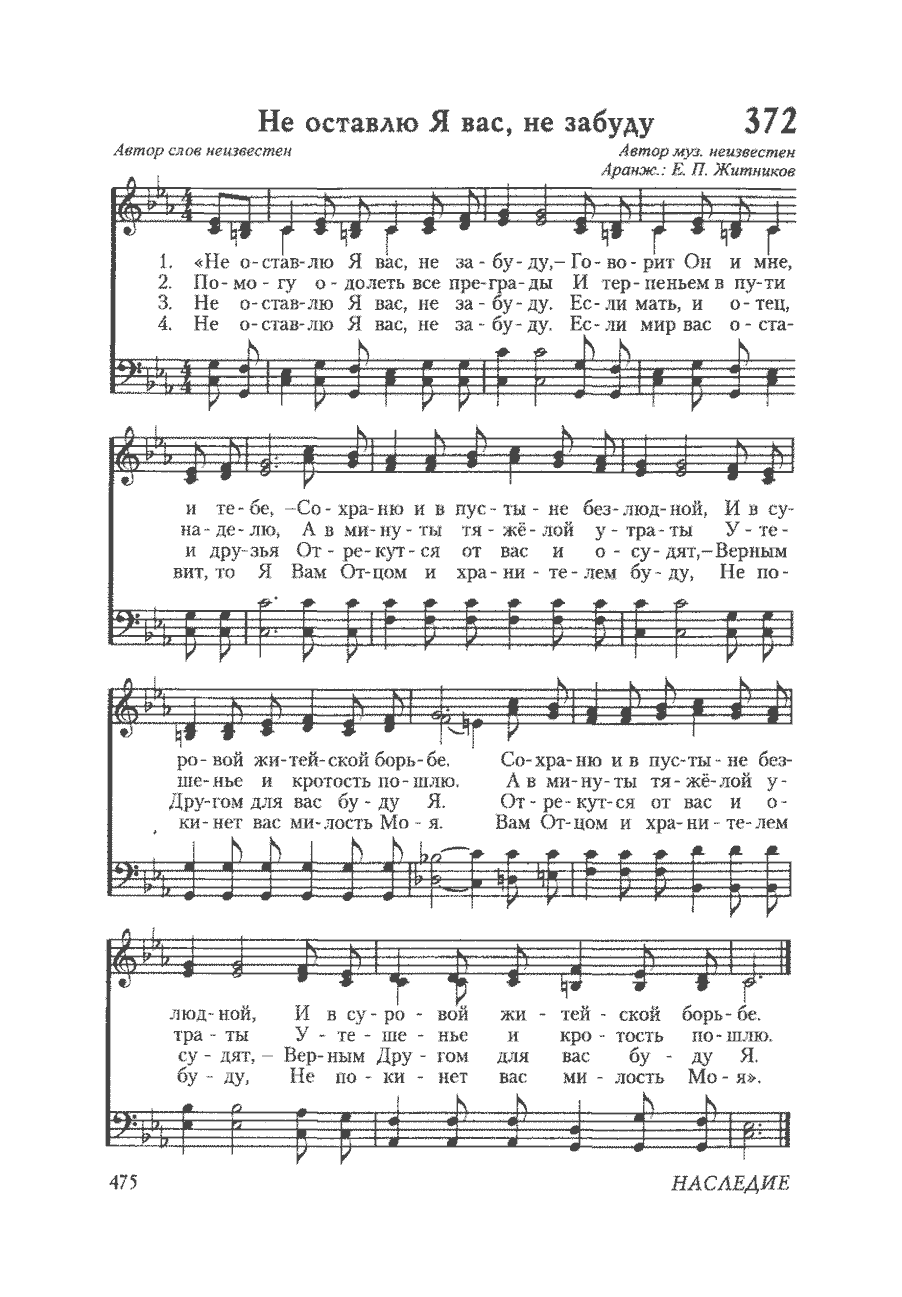 Не оставлю Я вас, не забуду 372
Автор слов неизвестен Автор муз. неизвестен
Аранж.: Е. П. Житников
1. «Не о-став-лю Я вас, не за - бу - ду,– Го - во - рит Он и мне,
2. По - мо - гу о - долеть все пре-гра-ды И тер-пеньем в пу-ти
3. Не о-став-лю Я вас, не за - бу - ду. Ес-ли мать, и о - тец,
4. Не о-став-лю Я вас, не за - бу - ду. Ес-ли мир вас о - ста-
и те-бе, –Со-хра-ню и в пус-ты - не без-люд-ной, И в су-
на-де-лю, А в ми-ну-ты тя-жё-лой у-тра-ты У-те-
и дру-зья От-ре-кут-ся от вас и о-су-дят,–Верным
вит, то Я Вам От-цом и хра-ни-те-лем бу-ду, Не по-
ро-вой жи-тей-ской борь-бе. Со-хра-ню и в пус-ты-не без-
ше-нье и кротость по-шлю. А в ми-ну-ты тя-жё-лой у-
Дру-гом для вас бу-ду Я. От-ре-кут-ся от вас и о-
ки-нет вас ми-лость Мо-я. Вам От-цом и хра-ни-те-лем
люд-ной, И в су-ро - вой жи - тей - ской борь-бе.
тра - ты У - те - ше - нье и кро - тость по-шлю.
су - дят, – Вер-ным Дру - гом для вас бу - ду Я.
бу - ду, Не по - ки - нет вас ми - лость Мо-я».
475 НАСЛЕДИЕ